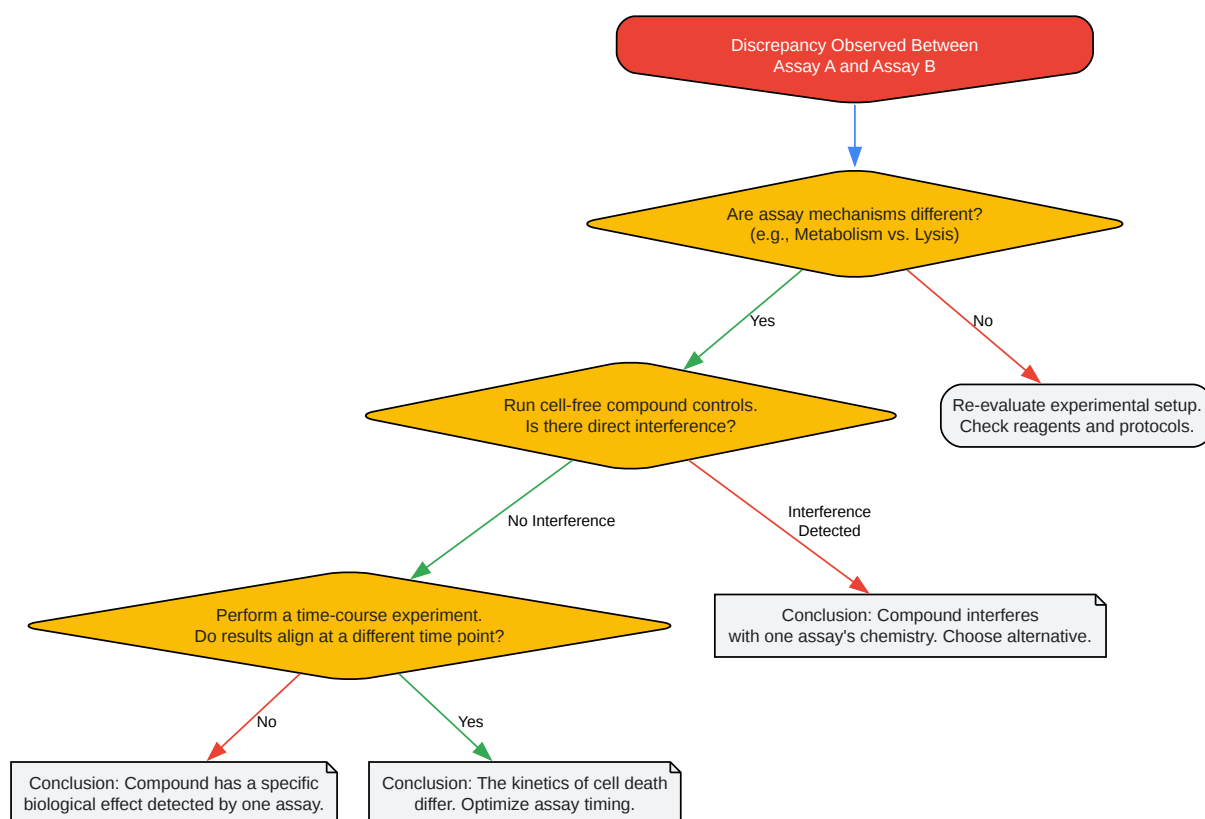 Discrepancy Observed Between
Assay A and Assay B
Are assay mechanisms different?
(e.g., Metabolism vs. Lysis)
Yes
No
Run cell-free compound controls.
Is there direct interference?
Re-evaluate experimental setup.
Check reagents and protocols.
No Interference
Interference
Detected
Perform a time-course experiment.
Do results align at a different time point?
Conclusion: Compound interferes
with one assay's chemistry. Choose alternative.
No
Yes
Conclusion: Compound has a specific
biological effect detected by one assay.
Conclusion: The kinetics of cell death
differ. Optimize assay timing.